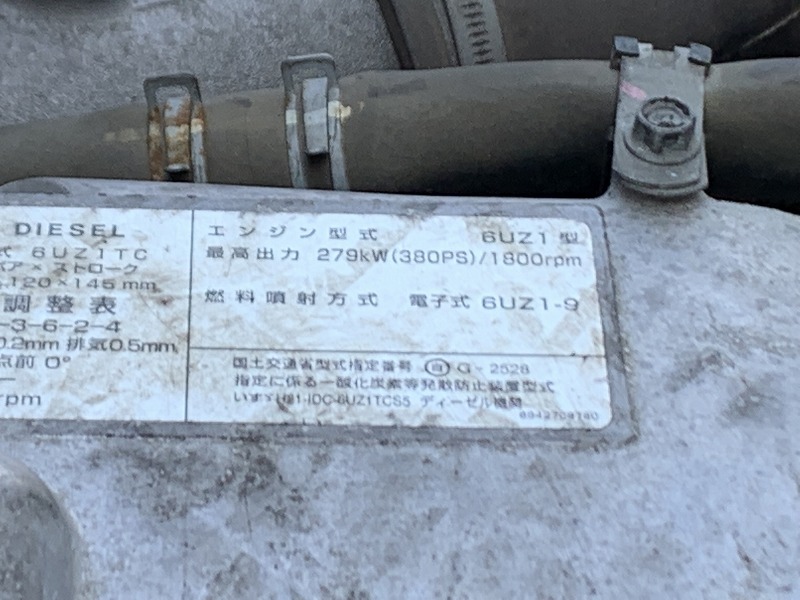 DIESEL
式 6UZ1TC
ボア×ストローク
120×145 mm
調整表
-3-6-2-4
0.2mm 排気0.5mm
点前 0°
rpm
エンジン型式 6UZ1型
最高出力 279kW(380PS)/1800rpm
燃料噴射方式 電子式 6UZ1-9
国土交通省型式指定番号 自 G-2528
指定に係る一酸化炭素等発散防止装置型式
いすゞ H91-IDC-6UZ1TCS5 ディーゼル機関